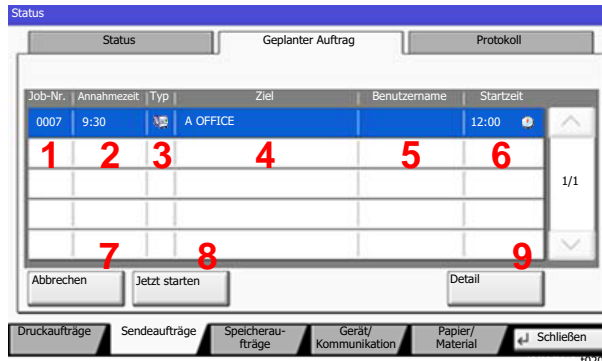 Status
Status Geplanter Auftrag Protokoll
Job-Nr. Annahmezeit Typ Ziel Benutzername Startzeit
0007 9:30 A OFFICE 12:00
1 2 3 4 5 6
1/1
7 8 9
Abbrechen Jetzt starten Detail
Druckaufträge Sendeaufträge Speicherau-
fträge Gerät/
Kommunikation Papier/
Material Schließen